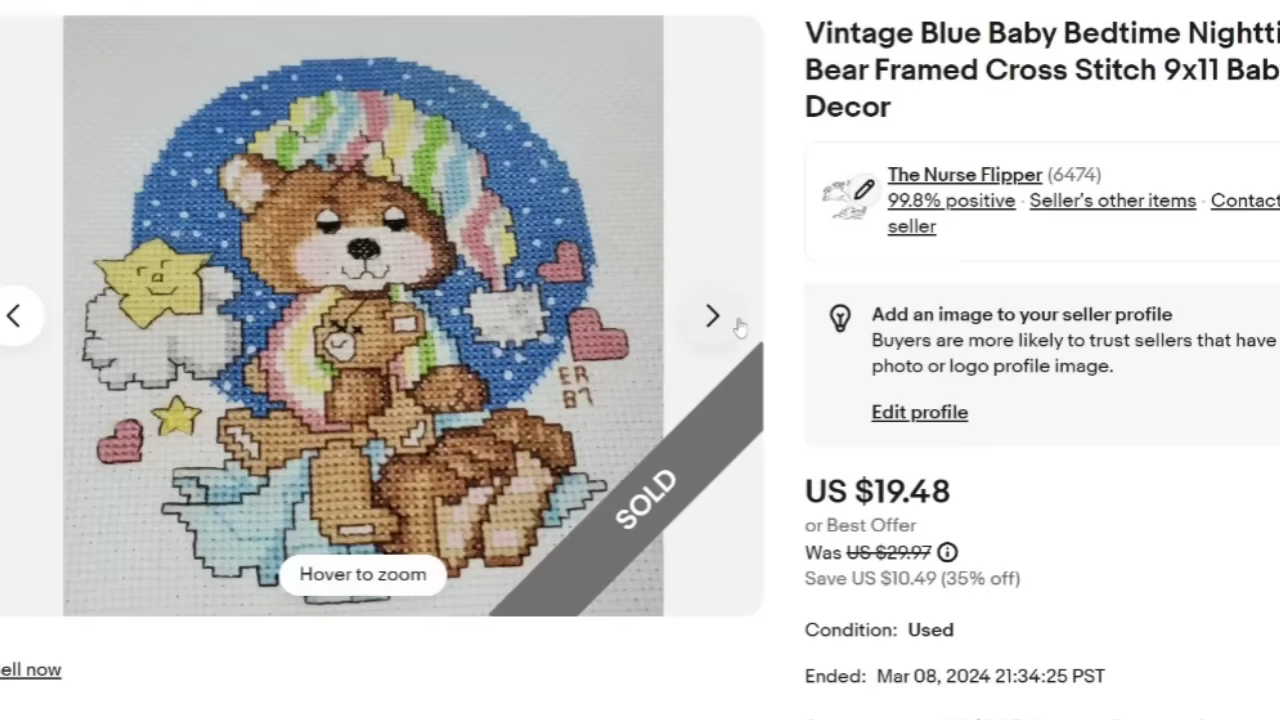 Vintage Blue Baby Bedtime
Bear Framed Cross Stitch 9x11
Decor
The Nurse Flipper (6474)
99.8% positive · Seller's other items · Contact
seller
Add an image to your seller profile
Buyers are more likely to trust sellers that have
photo or logo profile image.
Edit profile
US $19.48
or Best Offer
Was US $29.97
Save US $10.49 (35% off)
Condition: Used
Ended: Mar 08, 2024 21:34:25 PST
ER
87
SOLD
Hover to zoom
ell now